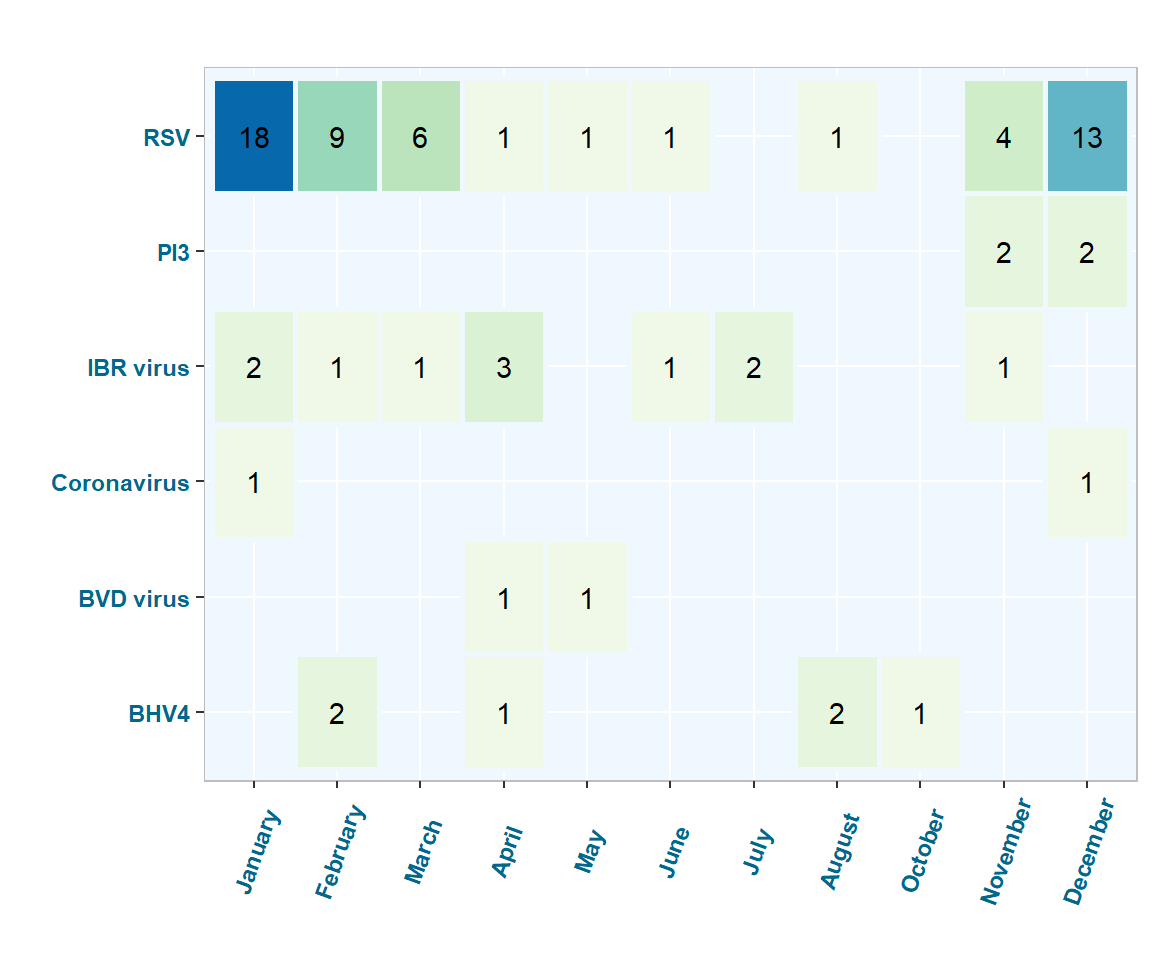 RSV 18 9 6 1 1 1 1 4 13
PI3 2 2
IBR virus 2 1 1 3 1 2 1
Coronavirus 1 1
BVD virus 1 1
BHV4 2 1 2 1
January February March April May June July August October November December